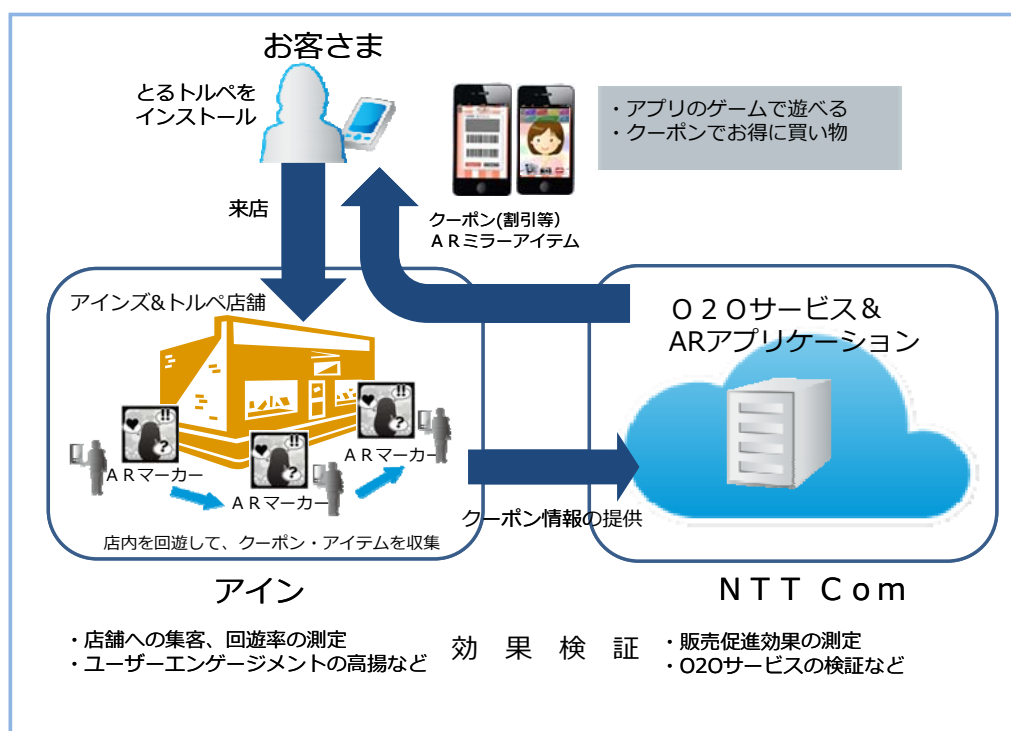 お客さま
とるトルペを
インストール
・アプリのゲームで遊べる
・クーポンでお得に買い物
来店
クーポン(割引等)
ARミラーアイテム
アインズ&トルペ店舗
O2Oサービス&
ARアプリケーション
ARマーカー
ARマーカー
ARマーカー
店内を回遊して、クーポン・アイテムを収集
クーポン情報の提供
アイン
NTT Com
・店舗への集客、回遊率の測定
・ユーザーエンゲージメントの高揚など
効果検証
・販売促進効果の測定
・O2Oサービスの検証など